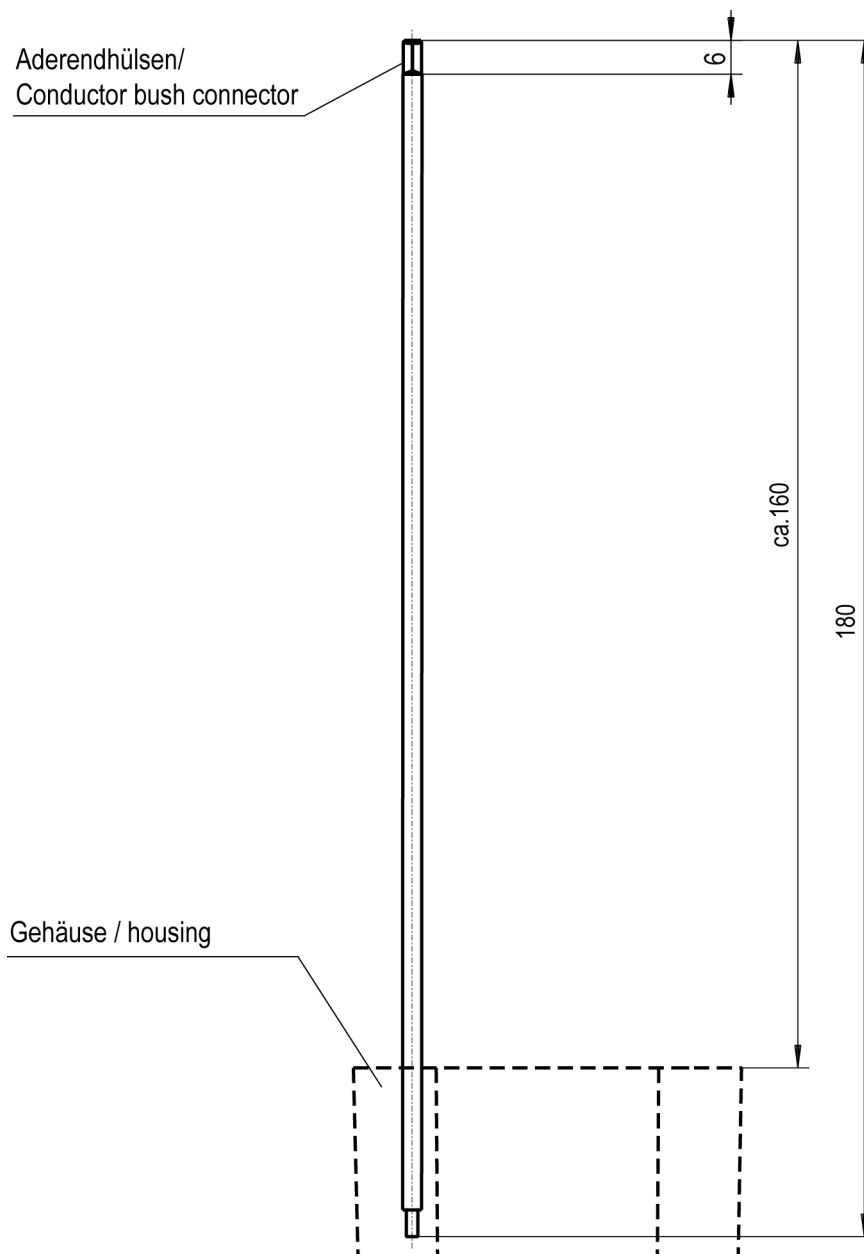 Aderendhülsen/
Conductor bush connector
6
ca.160
180
Gehäuse / housing